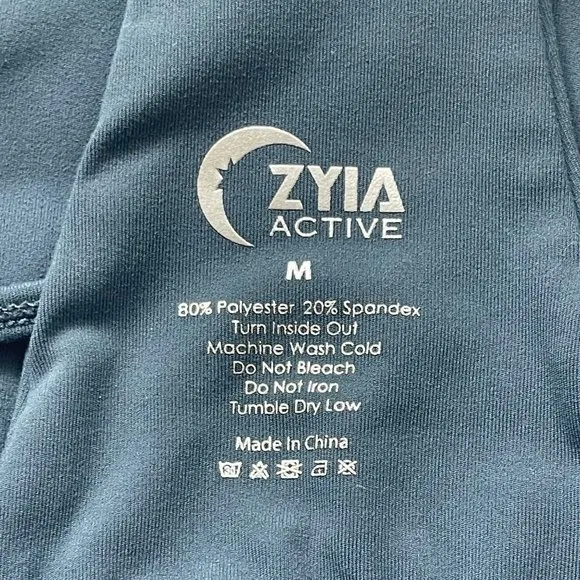 ZYIA
ACTIVE
M
80% Polyester 20% Spandex
Turn Inside Out
Machine Wash Cold
Do Not Bleach
Do Not Iron
Tumble Dry Low
Made In China